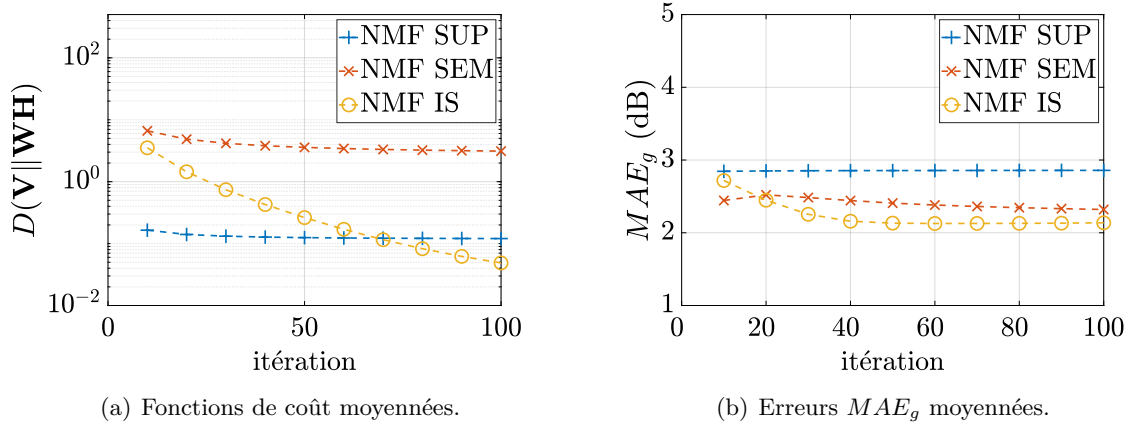 NMF SUP
NMF SEM
NMF IS
D(V∥WH)
10^2
10^0
10^-2
0
50
100
itération
(a) Fonctions de coût moyennées.
NMF SUP
NMF SEM
NMF IS
MAE_g (dB)
5
4
3
2
1
0
20
40
60
80
100
itération
(b) Erreurs MAE_g moyennées.